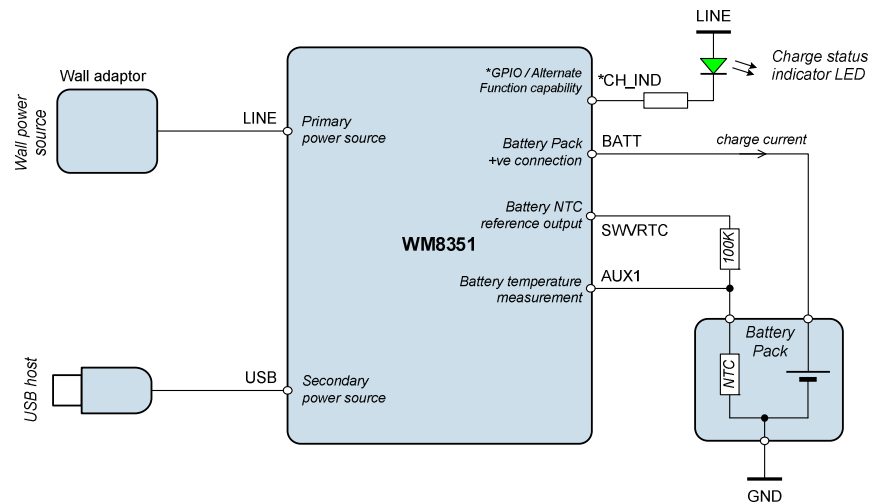 Wall adaptor
Wall power
source
LINE
Primary
power source
USB host
USB
Secondary
power source
WM8351
*GPIO / Alternate
Function capability
*CH_IND
LINE
Charge status
indicator LED
Battery Pack
+ve connection
BATT
charge current
Battery NTC
reference output
SWVRTC
100K
Battery temperature
measurement
AUX1
Battery
Pack
NTC
GND